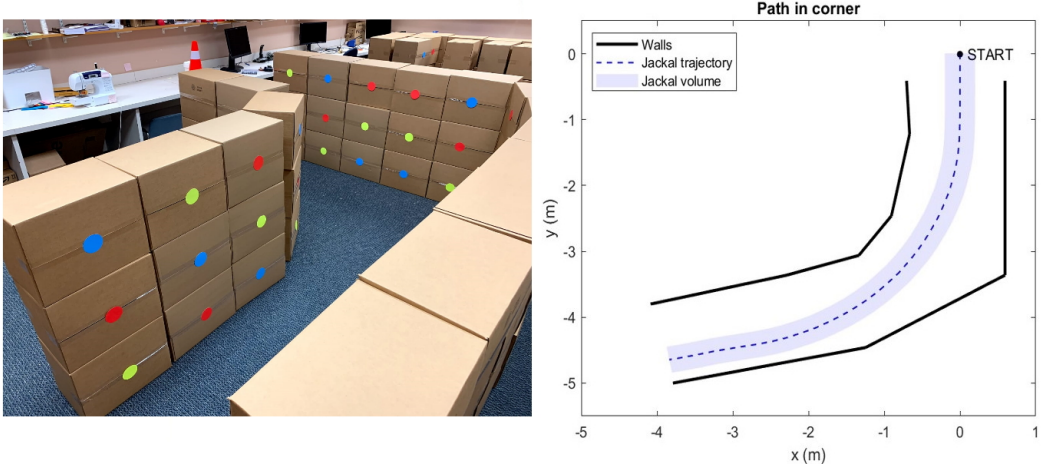 Path in corner
Walls
Jackal trajectory
Jackal volume
START
0
-1
-2
-3
-4
-5
y (m)
-5
-4
-3
-2
-1
0
1
x (m)